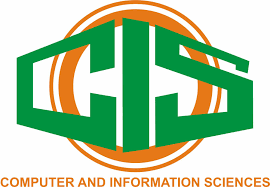 CIS
COMPUTER AND INFORMATION SCIENCES